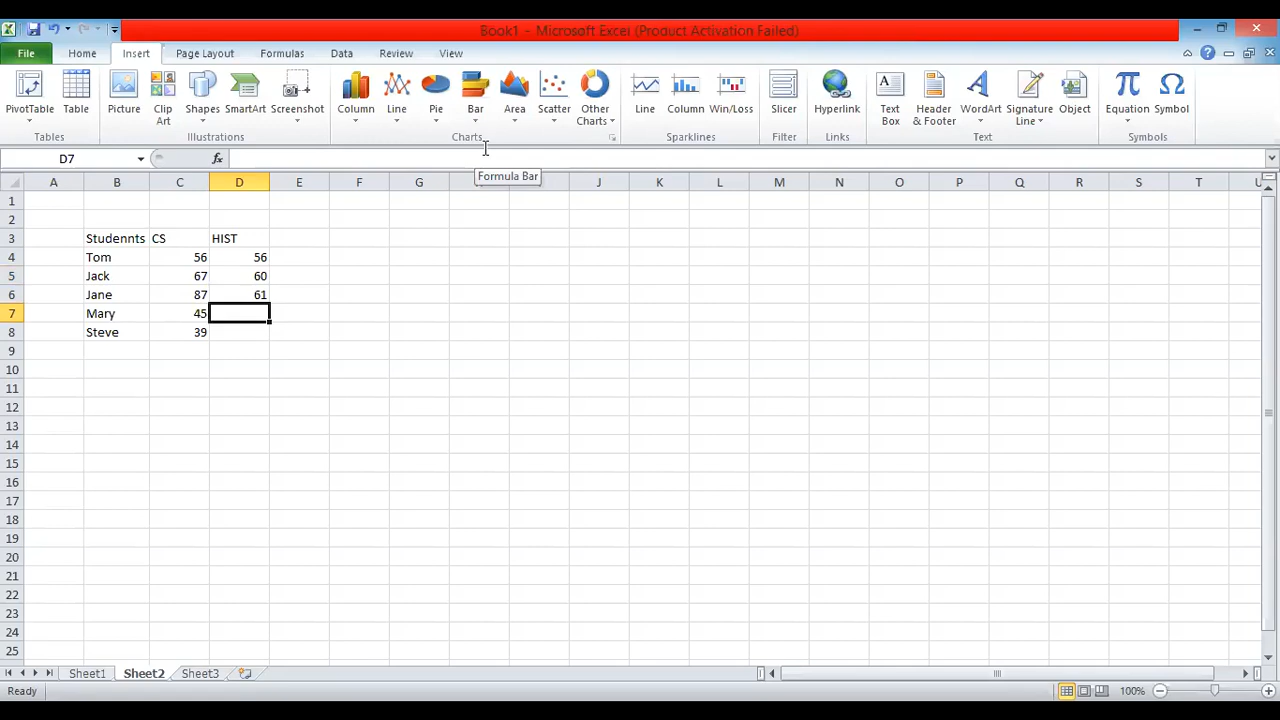 Book1 - Microsoft Excel (Product Activation Failed)
File Home Insert Page Layout Formulas Data Review View
PivotTable Table Picture Clip Art Shapes SmartArt Screenshot Column Line Pie Bar Area Scatter Other Charts Line Column Win/Loss Slicer Hyperlink Text Box Header & Footer WordArt Signature Line Object Equation Symbol
Tables Illustrations Charts Sparklines Filter Links Text Symbols
D7 fx
Formula Bar
A B C D E F G J K L M N O P Q R S T U
1
2
3 Studennts CS HIST
4 Tom 56 56
5 Jack 67 60
6 Jane 87 61
7 Mary 45
8 Steve 39
9
10
11
12
13
14
15
16
17
18
19
20
21
22
23
24
25
Sheet1 Sheet2 Sheet3
Ready 100%